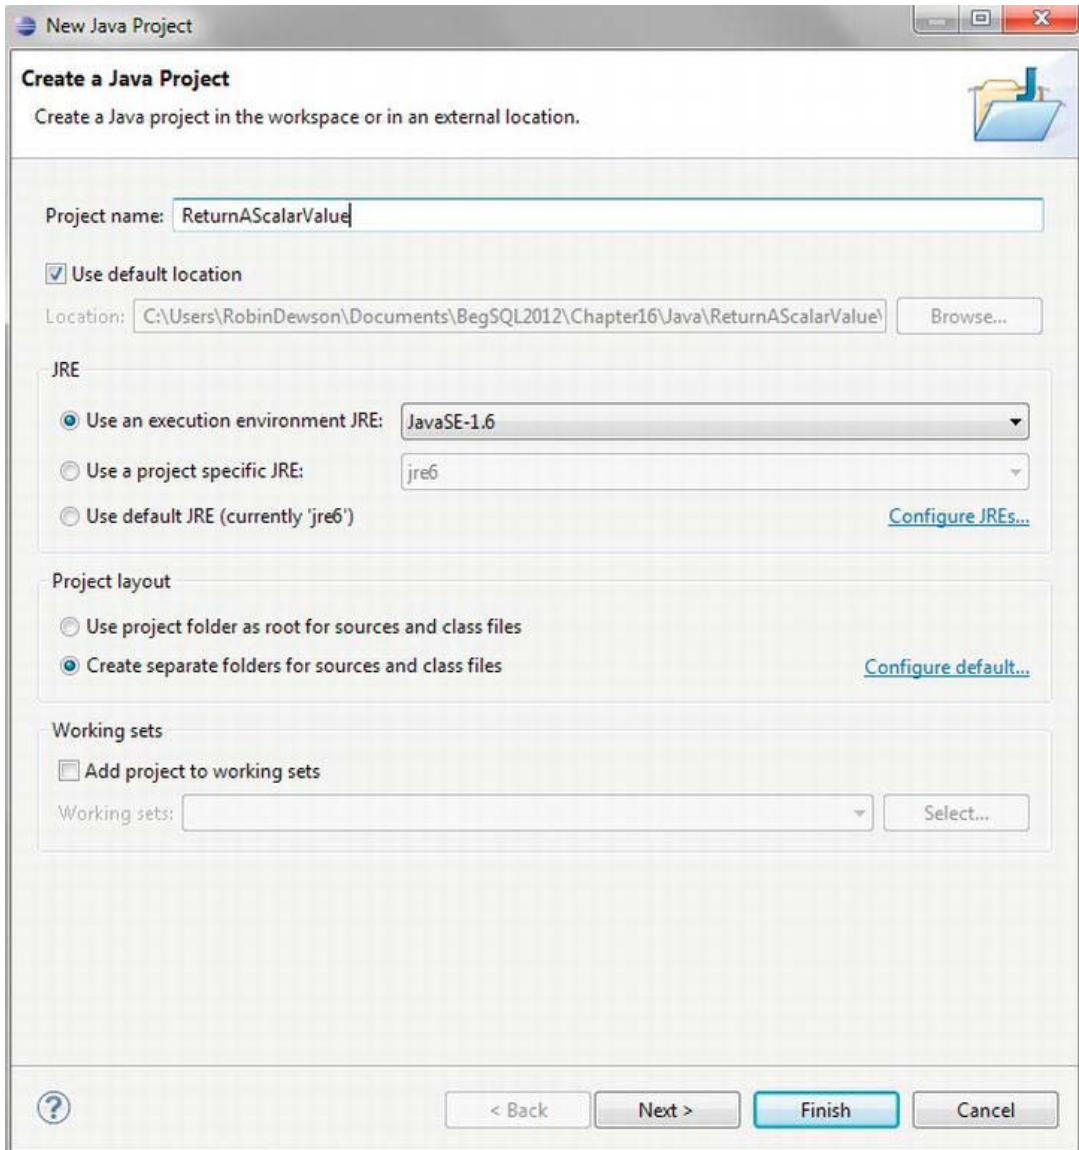 New Java Project
Create a Java Project
Create a Java project in the workspace or in an external location.
Project name: ReturnAScalarValue
Use default location
Location: C:\Users\RobinDewson\Documents\BegSQL2012\Chapter16\Java\ReturnAScalarValue\ Browse...
JRE
Use an execution environment JRE: JavaSE-1.6
Use a project specific JRE: jre6
Use default JRE (currently 'jre6') Configure JREs...
Project layout
Use project folder as root for sources and class files
Create separate folders for sources and class files Configure default...
Working sets
Add project to working sets
Working sets: Select...
? < Back Next > Finish Cancel